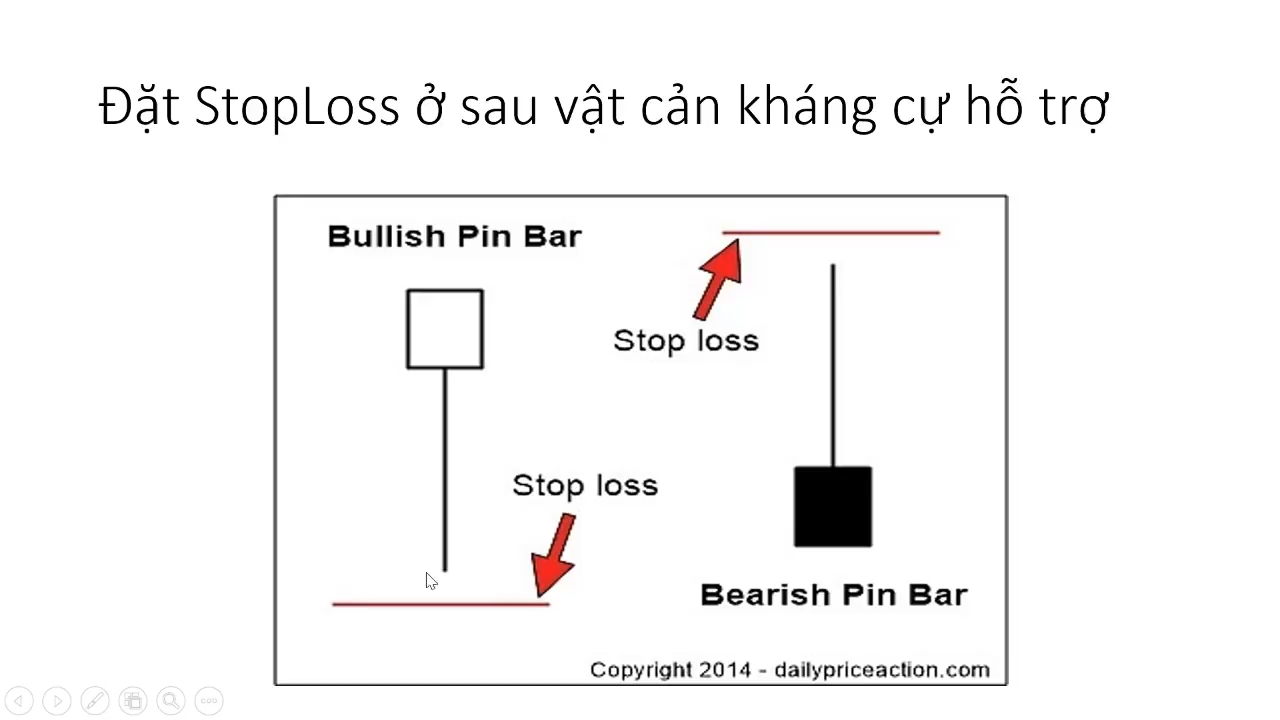 Đặt StopLoss ở sau vật cản kháng cự hỗ trợ
Bullish Pin Bar
Stop loss
Stop loss
Bearish Pin Bar
Copyright 2014 - dailypriceaction.com